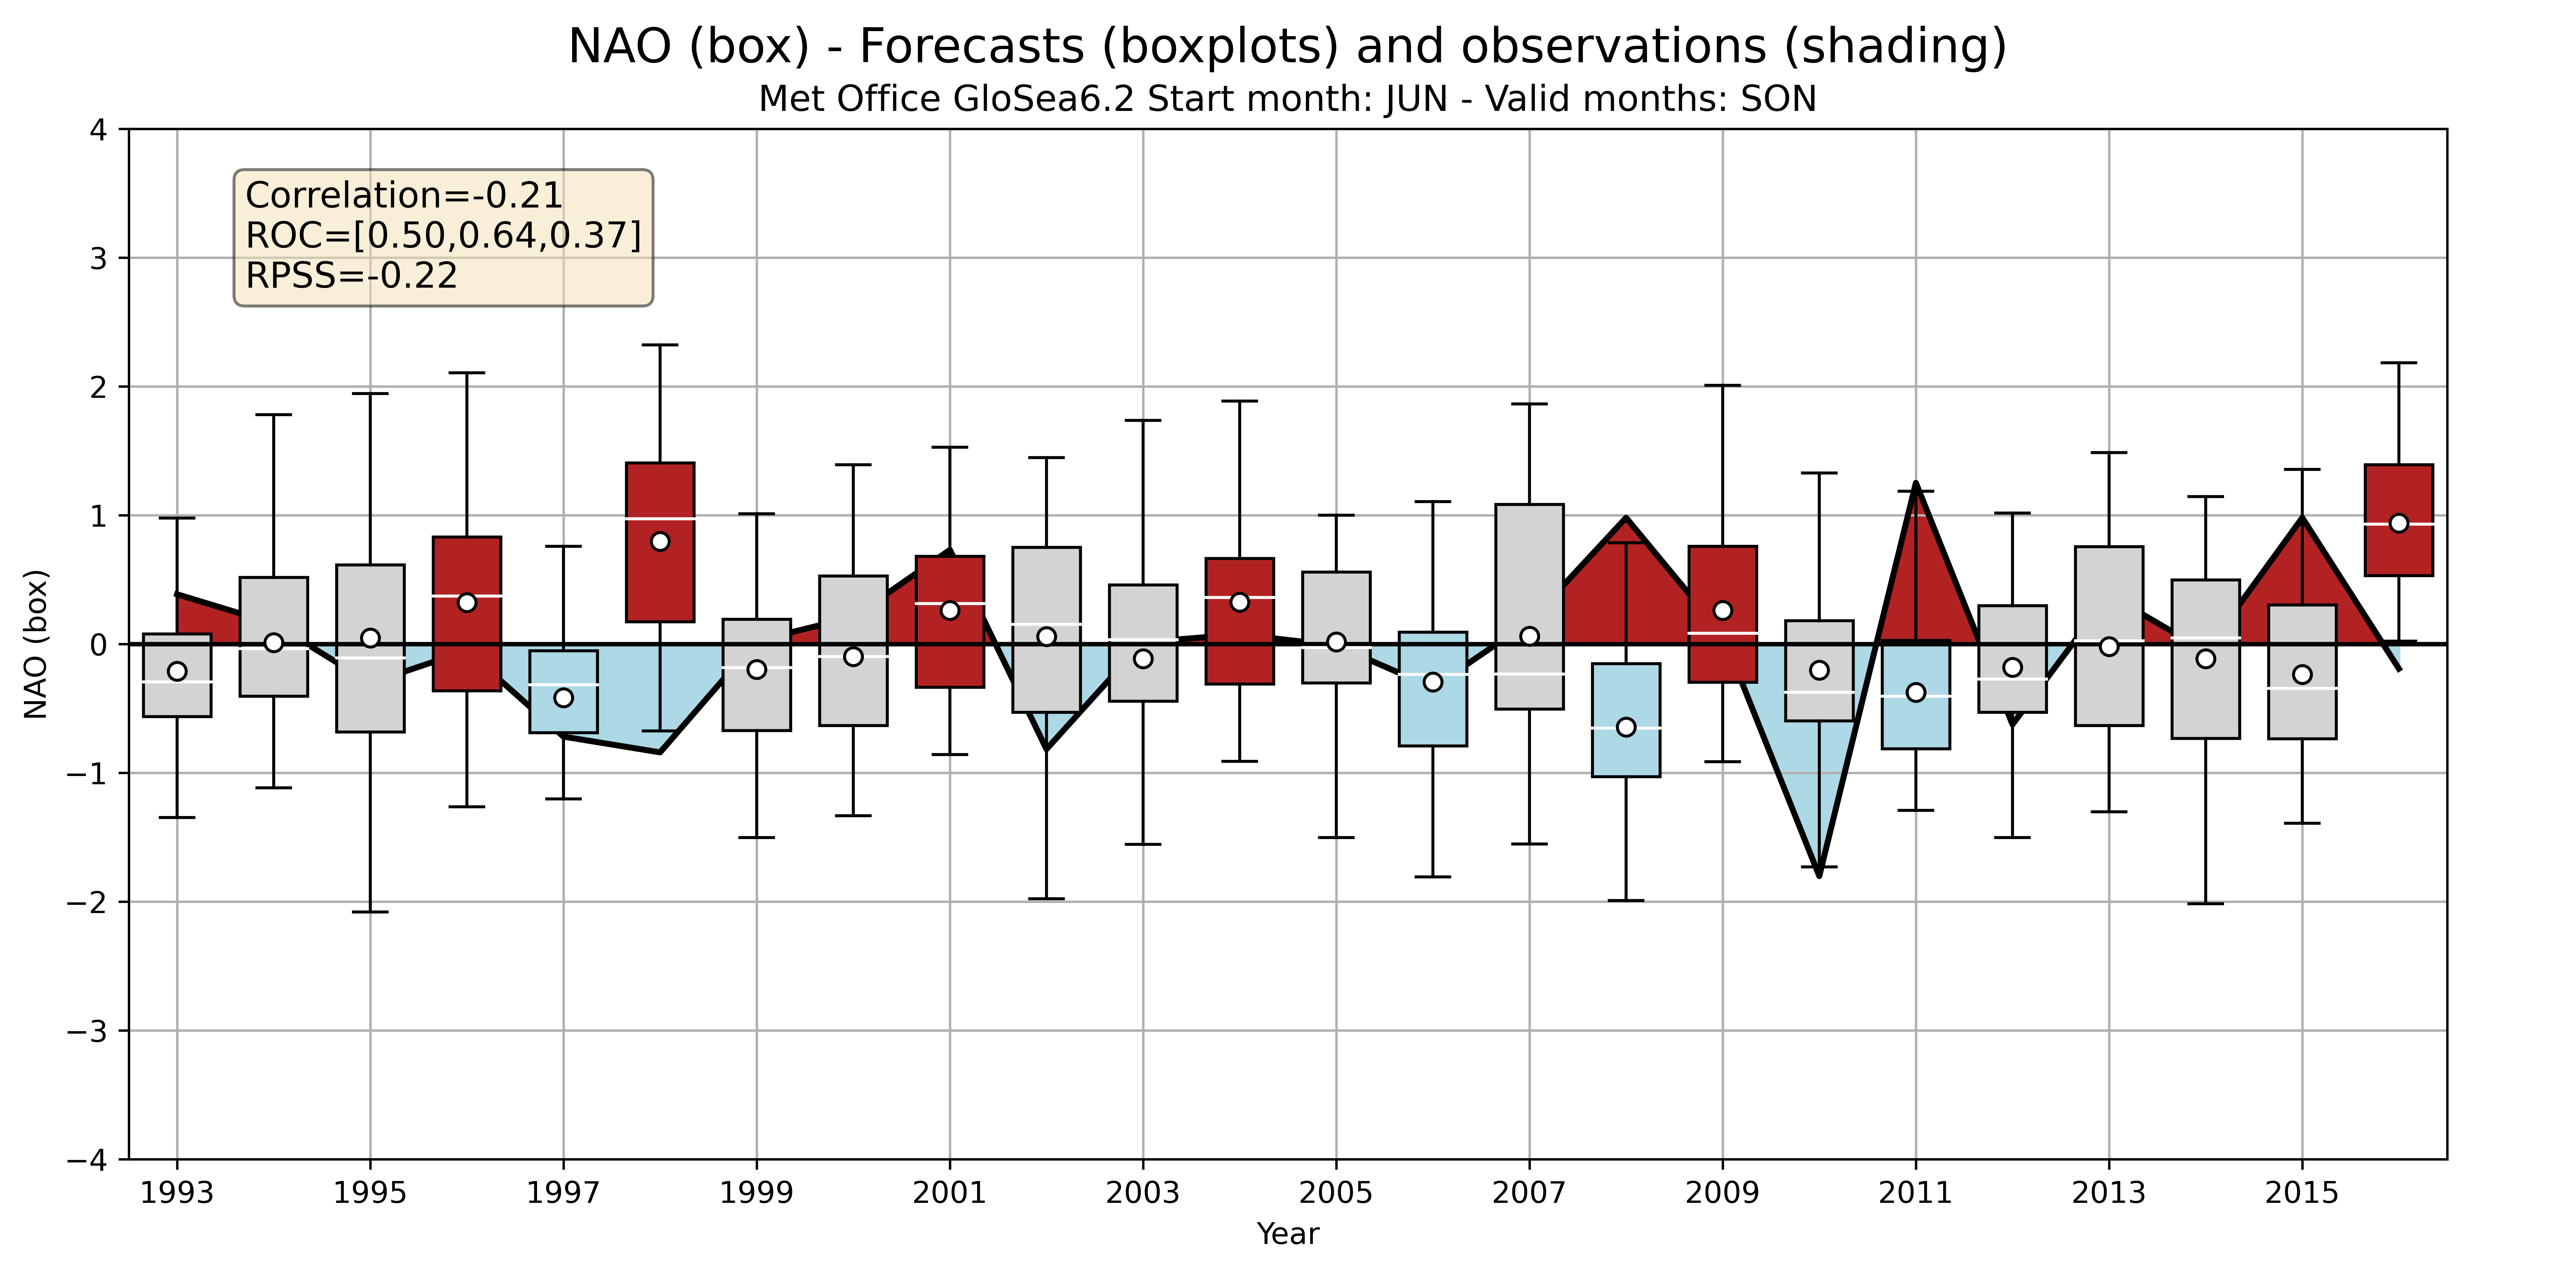 NAO (box) - Forecasts (boxplots) and observations (shading)
Met Office GloSea6.2 Start month: JUN - Valid months: SON
Correlation=-0.21
ROC=[0.50,0.64,0.37]
RPSS=-0.22
NAO (box)
4
3
2
1
0
−1
−2
−3
−4
1993 1995 1997 1999 2001 2003 2005 2007 2009 2011 2013 2015
Year